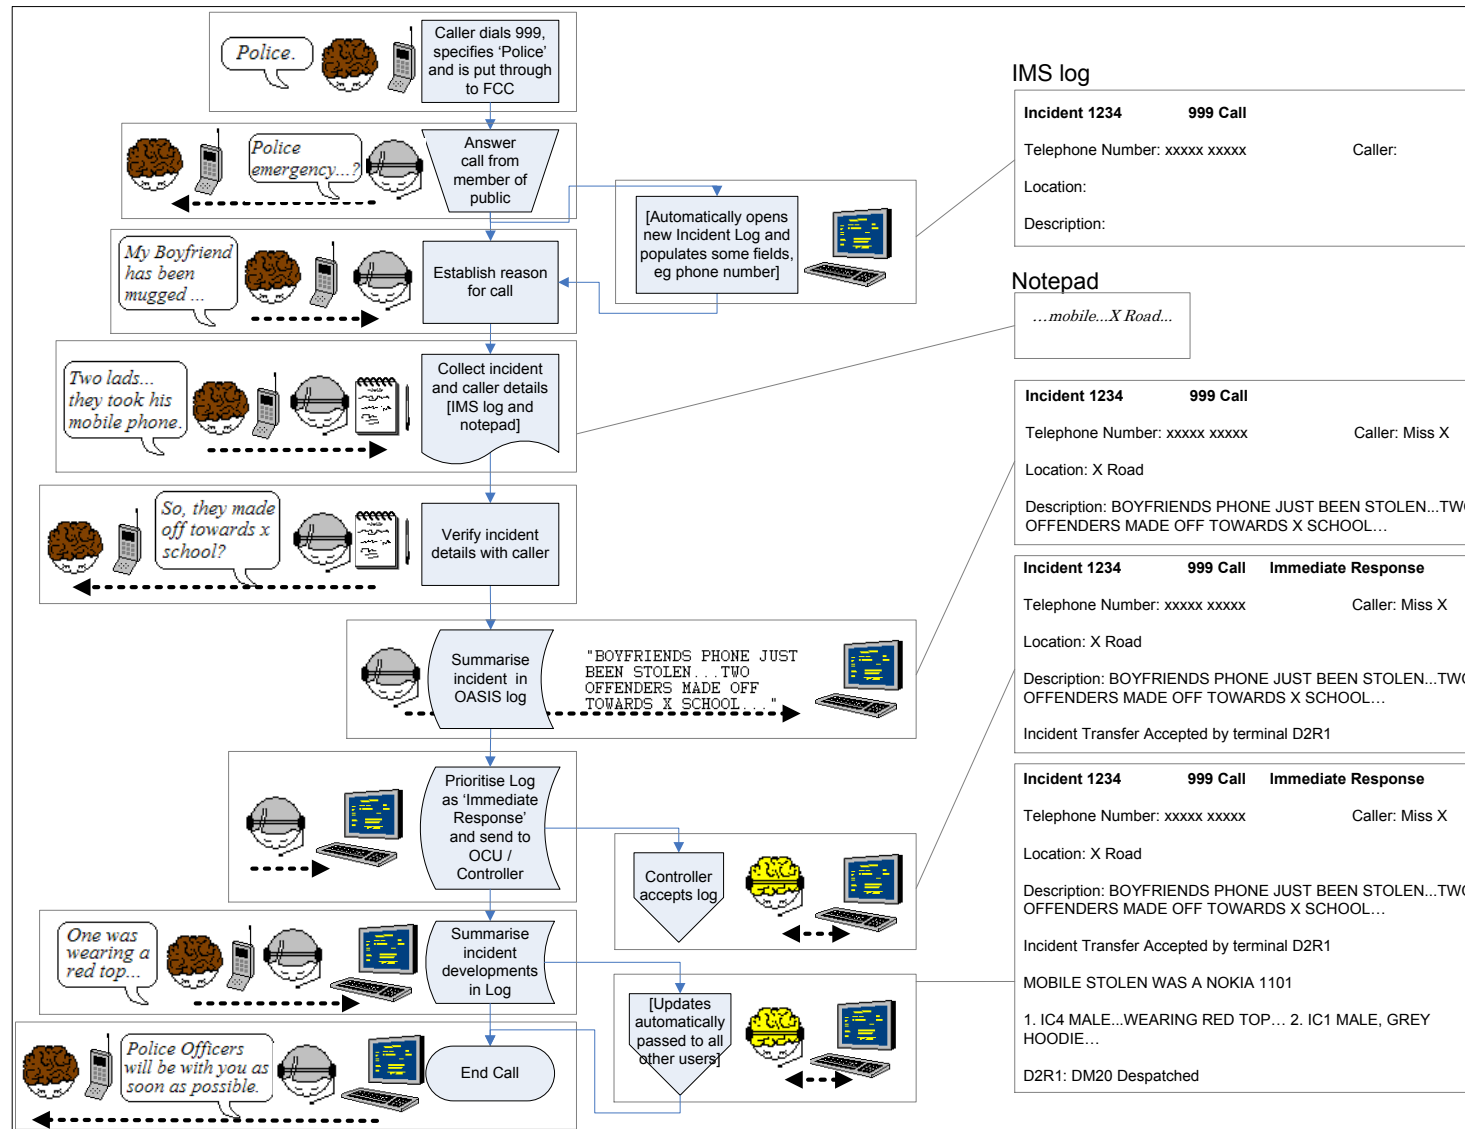 Police.
Caller dials 999,
specifies ‘Police’
and is put through
to FCC
Police
emergency...?
Answer
call from
member of
public
[Automatically opens
new Incident Log and
populates some fields,
eg phone number]
My Boyfriend
has been
mugged ...
Establish reason
for call
Two lads...
they took his
mobile phone.
Collect incident
and caller details
[IMS log and
notepad]
So, they made
off towards x
school?
Verify incident
details with caller
Summarise
incident in
OASIS log
"BOYFRIENDS PHONE JUST
BEEN STOLEN...TWO
OFFENDERS MADE OFF
TOWARDS X SCHOOL..."
Prioritise Log
as ‘Immediate
Response’
and send to
OCU /
Controller
Controller
accepts log
One was
wearing a
red top...
Summarise
incident
developments
in Log
[Updates
automatically
passed to all
other users]
Police Officers
will be with you as
soon as possible.
End Call
IMS log
Incident 1234 999 Call
Telephone Number: xxxxx xxxxx Caller:
Location:
Description:
Notepad
…mobile...X Road...
Incident 1234 999 Call
Telephone Number: xxxxx xxxxx Caller: Miss X
Location: X Road
Description: BOYFRIENDS PHONE JUST BEEN STOLEN...TWO
OFFENDERS MADE OFF TOWARDS X SCHOOL…
Incident 1234 999 Call Immediate Response
Telephone Number: xxxxx xxxxx Caller: Miss X
Location: X Road
Description: BOYFRIENDS PHONE JUST BEEN STOLEN...TWO
OFFENDERS MADE OFF TOWARDS X SCHOOL…
Incident Transfer Accepted by terminal D2R1
Incident 1234 999 Call Immediate Response
Telephone Number: xxxxx xxxxx Caller: Miss X
Location: X Road
Description: BOYFRIENDS PHONE JUST BEEN STOLEN...TWO
OFFENDERS MADE OFF TOWARDS X SCHOOL…
Incident Transfer Accepted by terminal D2R1
MOBILE STOLEN WAS A NOKIA 1101
1. IC4 MALE...WEARING RED TOP… 2. IC1 MALE, GREY
HOODIE…
D2R1: DM20 Despatched